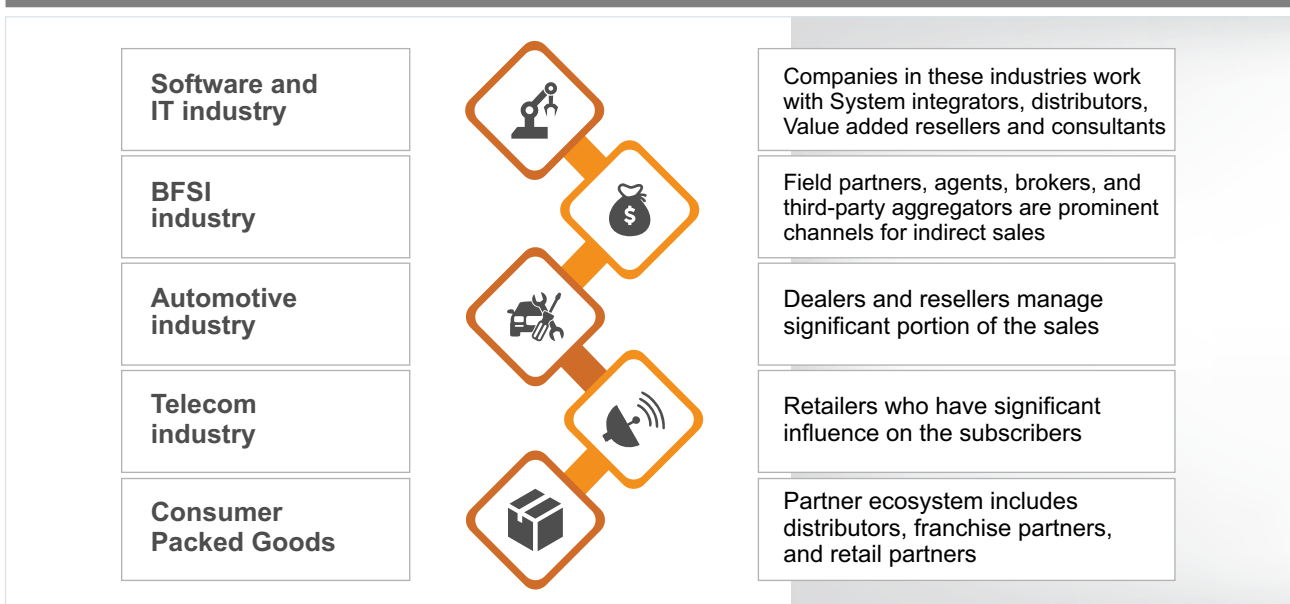 Software and
IT industry
Companies in these industries work
with System integrators, distributors,
Value added resellers and consultants
BFSI
industry
$
Field partners, agents, brokers, and
third-party aggregators are prominent
channels for indirect sales
Automotive
industry
Dealers and resellers manage
significant portion of the sales
Telecom
industry
Retailers who have significant
influence on the subscribers
Consumer
Packed Goods
Partner ecosystem includes
distributors, franchise partners,
and retail partners